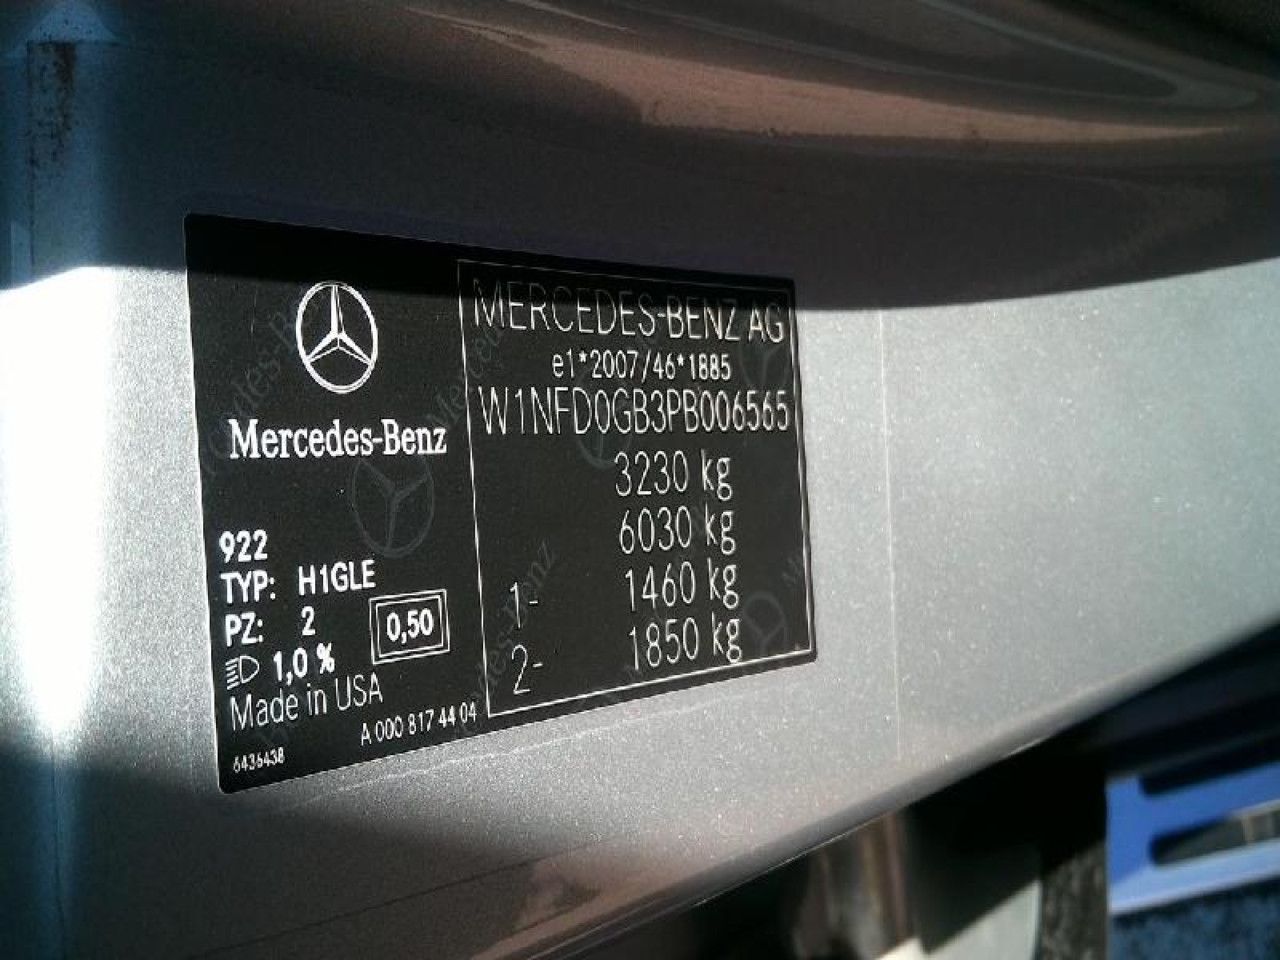 Mercedes-Benz
922
TYP: H1GLE
PZ: 2
0,50
1,0 %
Made in USA
A 000 817 44 04
6436438
MERCEDES-BENZ AG
e1*2007/46*1885
W1NFD0GB3PB006565
3230 kg
6030 kg
1- 1460 kg
2- 1850 kg